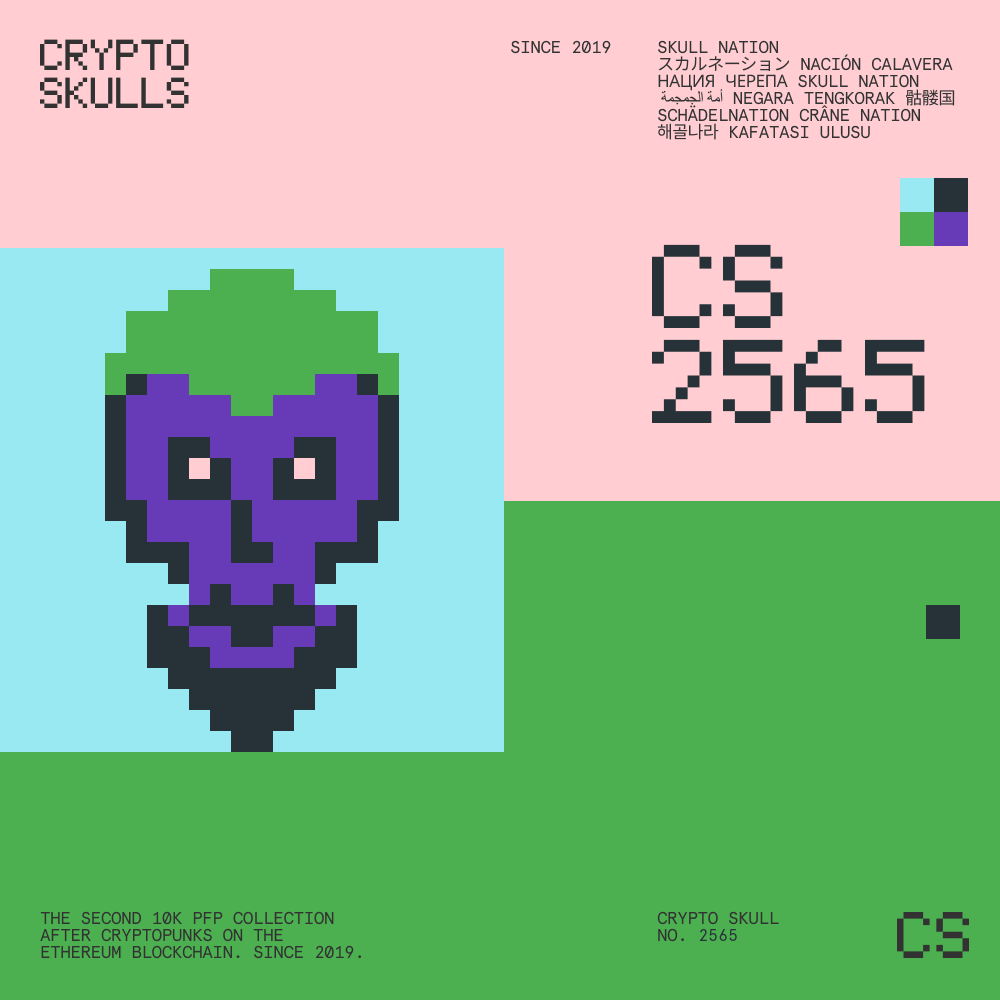 CRYPTO
SKULLS
SINCE 2019
SKULL NATION
スカルネーション NACIÓN CALAVERA
НАЦИЯ ЧЕРЕПА SKULL NATION
أمة الجمجمة NEGARA TENGKORAK 骷髅国
SCHÄDELNATION CRÂNE NATION
해골나라 KAFATASI ULUSU
CS
2565
THE SECOND 10K PFP COLLECTION
AFTER CRYPTOPUNKS ON THE
ETHEREUM BLOCKCHAIN. SINCE 2019.
CRYPTO SKULL
NO. 2565
CS